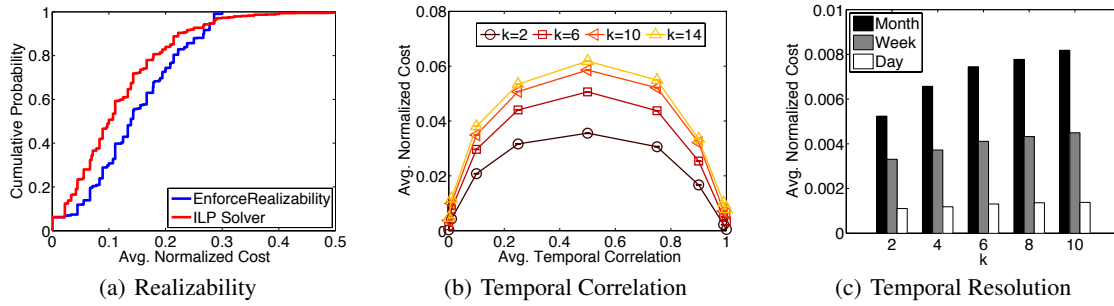 Cumulative Probability
1
0.8
0.6
0.4
0.2
0
0.1
0.2
0.3
0.4
0.5
EnforceRealizability
ILP Solver
Avg. Normalized Cost
(a) Realizability
Avg. Normalized Cost
0.08
0.06
0.04
0.02
0
0
0.2
0.4
0.6
0.8
1
k=2 k=6 k=10 k=14
Avg. Temporal Correlation
(b) Temporal Correlation
Avg. Normalized Cost
0.01
0.008
0.006
0.004
0.002
0
Month
Week
Day
2 4 6 8 10
k
(c) Temporal Resolution